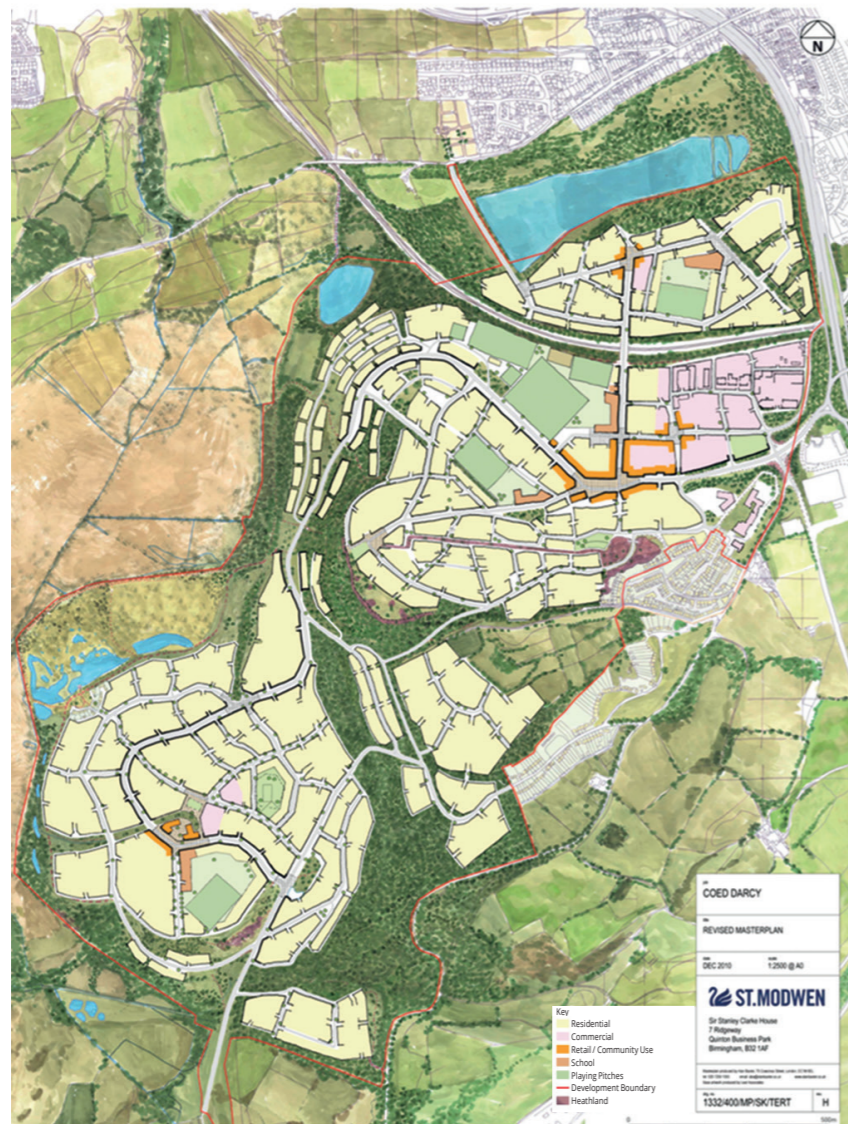 N
COED DARCY
REVISED MASTERPLAN
DEC 2010
1:2500 @ A0
ST.MODWEN
Sir Stanley Clarke House
7 Ridgeway
Quinton Business Park
Birmingham, B32 1AF
1332/400/MP/SK/TERT
H
Key
Residential
Commercial
Retail / Community Use
School
Playing Pitches
Development Boundary
Heathland
0
500m